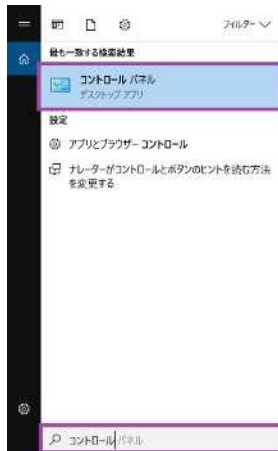 フィルター
最も一致する検索結果
コントロール パネル
デスクトップ アプリ
設定
アプリとブラウザー コントロール
ナレーターがコントロールとボタンのヒントを読む方法
を変更する
コントロール パネル